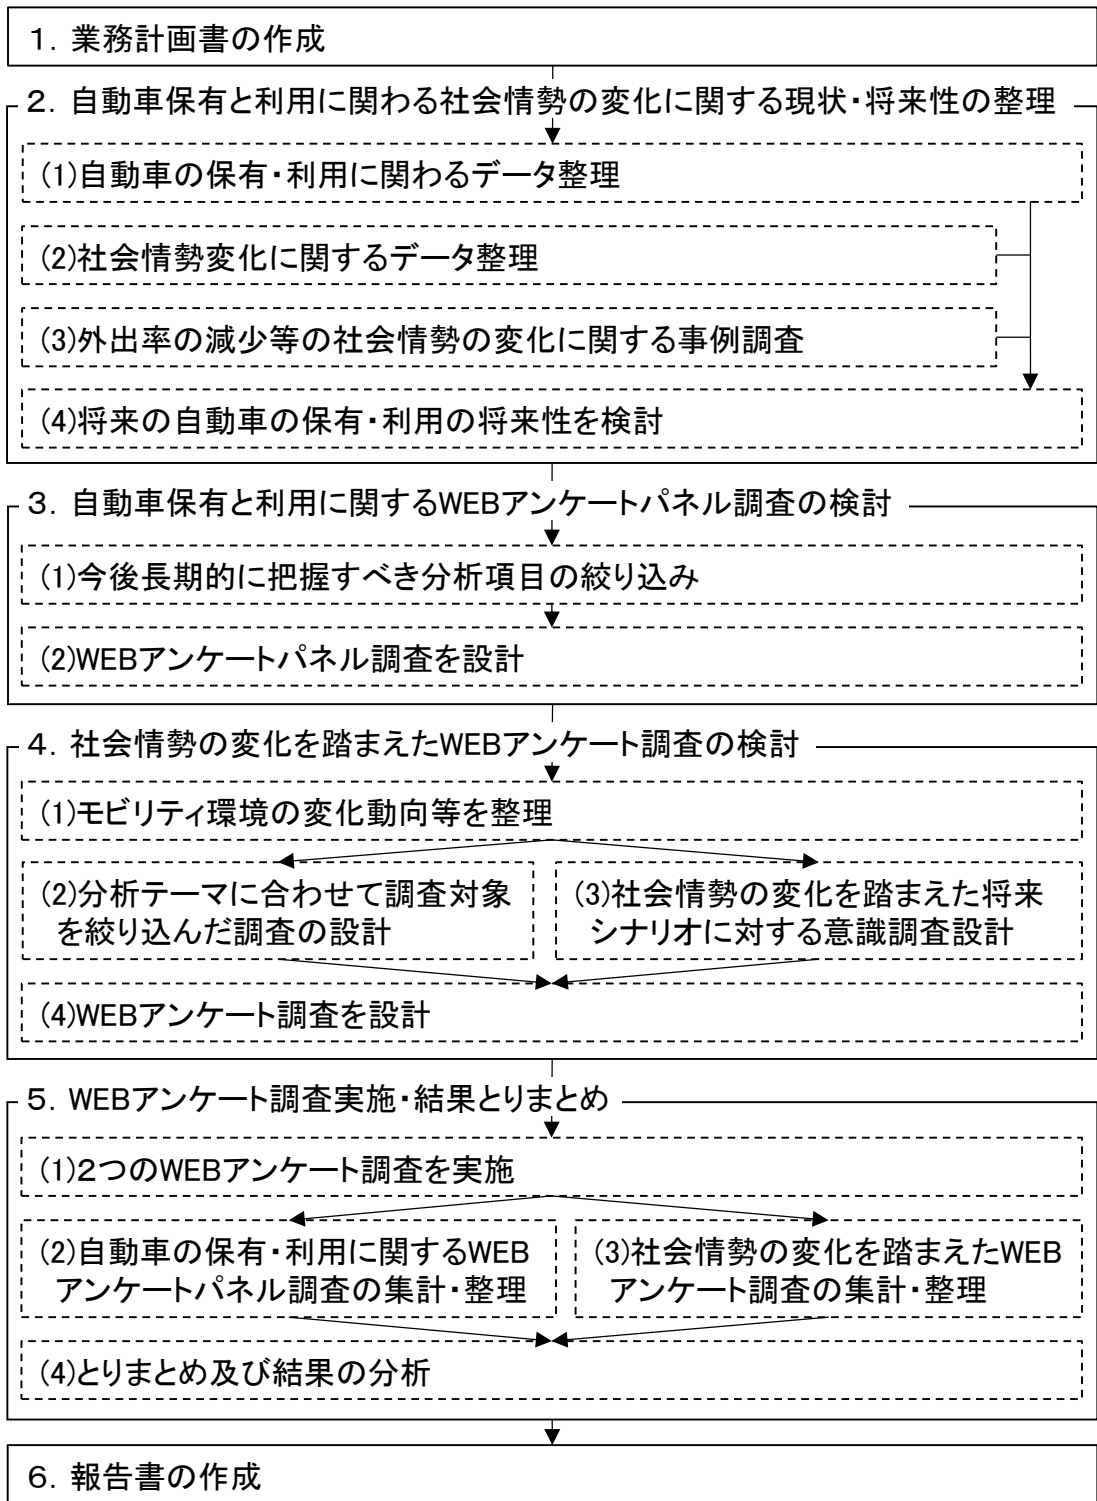 1．業務計画書の作成
2．自動車保有と利用に関わる社会情勢の変化に関する現状・将来性の整理
(1)自動車の保有・利用に関わるデータ整理
(2)社会情勢変化に関するデータ整理
(3)外出率の減少等の社会情勢の変化に関する事例調査
(4)将来の自動車の保有・利用の将来性を検討
3．自動車保有と利用に関するWEBアンケートパネル調査の検討
(1)今後長期的に把握すべき分析項目の絞り込み
(2)WEBアンケートパネル調査を設計
4．社会情勢の変化を踏まえたWEBアンケート調査の検討
(1)モビリティ環境の変化動向等を整理
(2)分析テーマに合わせて調査対象
を絞り込んだ調査の設計
(3)社会情勢の変化を踏まえた将来
シナリオに対する意識調査設計
(4)WEBアンケート調査を設計
5．WEBアンケート調査実施・結果とりまとめ
(1)2つのWEBアンケート調査を実施
(2)自動車の保有・利用に関するWEB
アンケートパネル調査の集計・整理
(3)社会情勢の変化を踏まえたWEB
アンケート調査の集計・整理
(4)とりまとめ及び結果の分析
6．報告書の作成